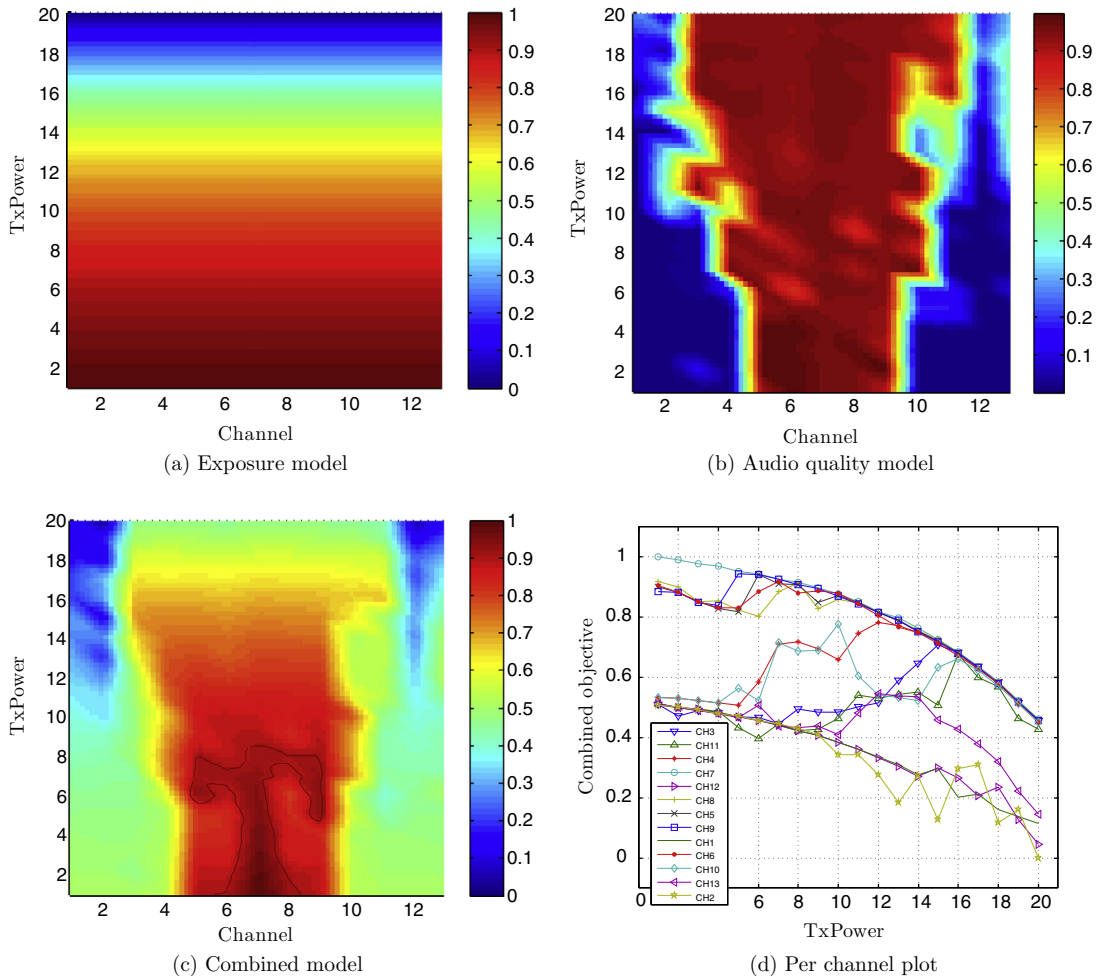 20
18
16
14
12
10
8
6
4
2
TxPower
2 4 6 8 10 12
Channel
1
0.9
0.8
0.7
0.6
0.5
0.4
0.3
0.2
0.1
0
(a) Exposure model
20
18
16
14
12
10
8
6
4
2
TxPower
2 4 6 8 10 12
Channel
0.9
0.8
0.7
0.6
0.5
0.4
0.3
0.2
0.1
(b) Audio quality model
20
18
16
14
12
10
8
6
4
2
TxPower
2 4 6 8 10 12
Channel
1
0.9
0.8
0.7
0.6
0.5
0.4
0.3
0.2
0.1
0
(c) Combined model
1
0.8
0.6
0.4
0.2
0
Combined objective
CH3
CH11
CH4
CH7
CH12
CH8
CH5
CH9
CH1
CH6
CH10
CH13
CH2
0 6 8 10 12 14 16 18 20
TxPower
(d) Per channel plot